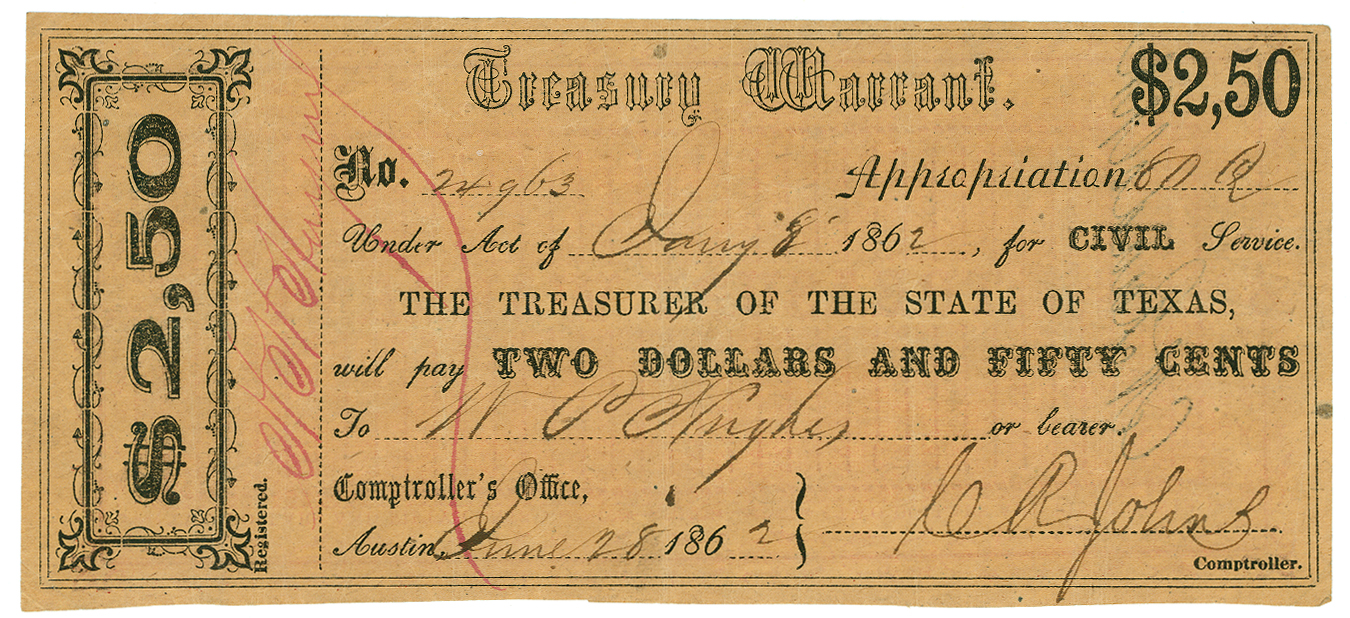 $2,50
Registered.
Treasury Warrant.
$2,50
No. 24963 Appropriation
Under Act of Jany 8 1862, for CIVIL Service.
THE TREASURER OF THE STATE OF TEXAS,
will pay TWO DOLLARS AND FIFTY CENTS
To W P Hughes or bearer.
Comptroller's Office,
Austin, June 28 1862
C R Johns
Comptroller.